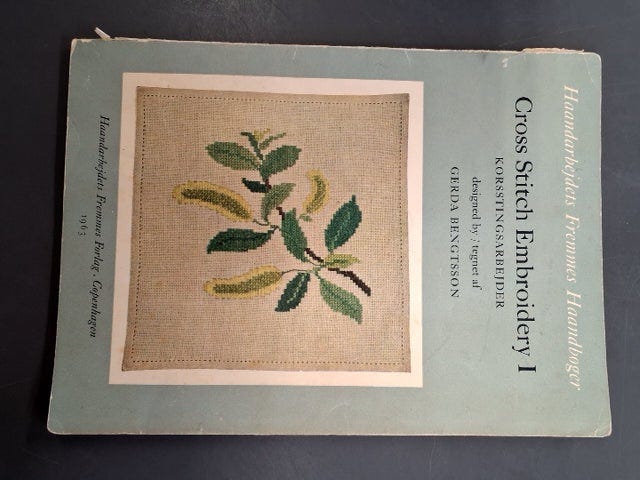 Haandarbejdets Fremmes Haandbøger
Cross Stitch Embroidery I
KORSSTINGSARBEJDER
designed by / tegnet af
GERDA BENGTSSON
Haandarbejdets Fremmes Forlag . Copenhagen
1963